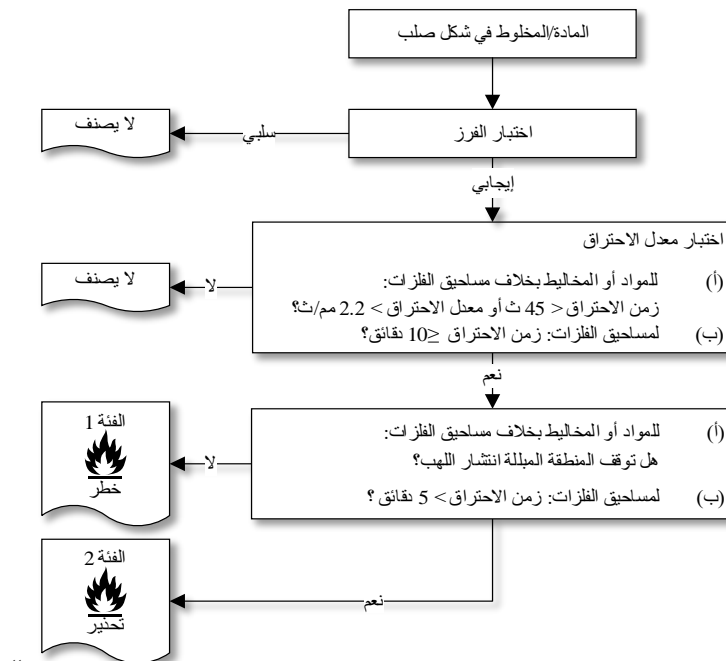 المادة/المخلوط في شكل صلب
اختبار الفرز
سلبي
لا يصنف
إيجابي
اختبار معدل الاحتراق
(أ) للمواد أو المخاليط بخلاف مساحيق الفلزات:
زمن الاحتراق < 45 ث أو معدل الاحتراق > 2.2 مم/ث؟
(ب) لمساحيق الفلزات: زمن الاحتراق ≤10 دقائق؟
لا
لا يصنف
نعم
(أ) للمواد أو المخاليط بخلاف مساحيق الفلزات:
هل توقف المنطقة المبللة انتشار اللهب؟
(ب) لمساحيق الفلزات: زمن الاحتراق > 5 دقائق ؟
لا
الفئة 1
خطر
نعم
الفئة 2
تحذير